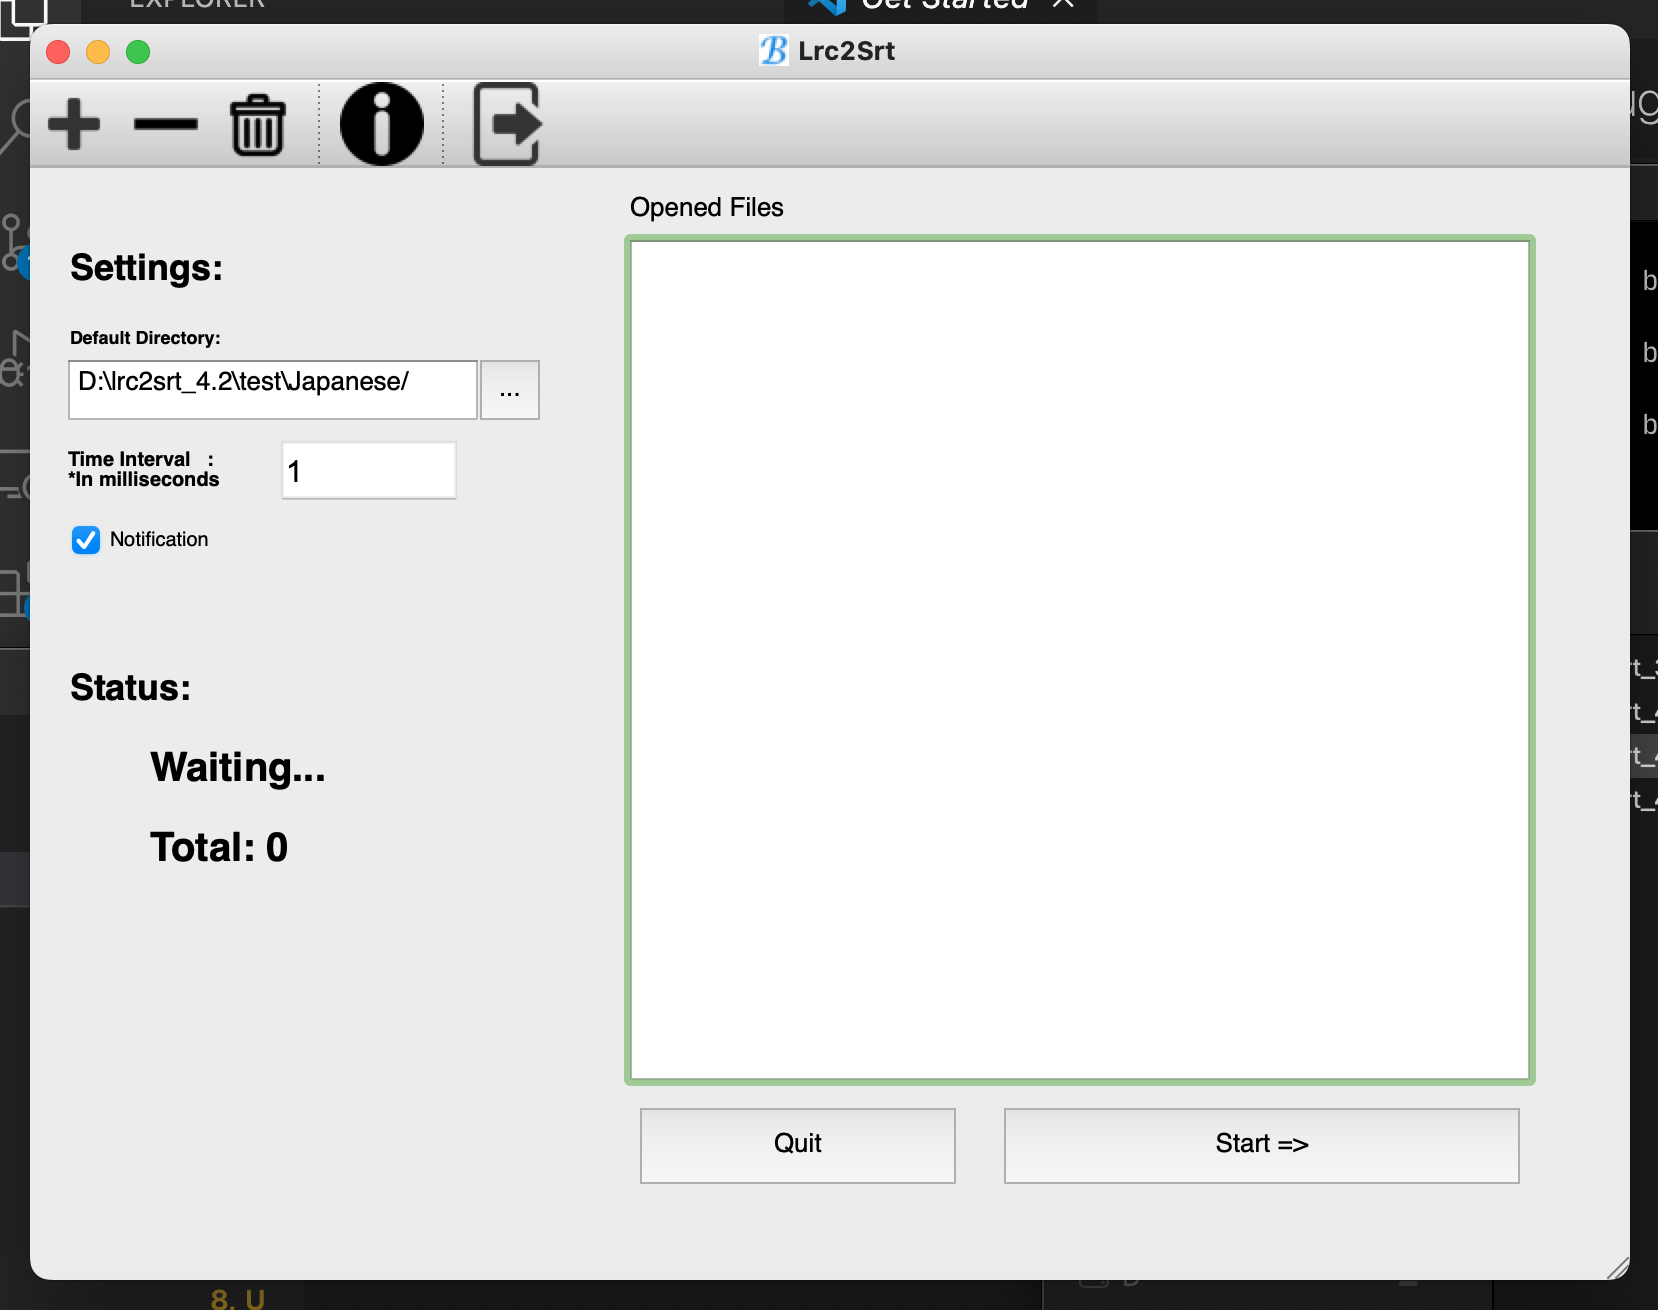 EXPLORER
Get Started
Lrc2Srt
Opened Files
Settings:
Default Directory:
D:\lrc2srt_4.2\test\Japanese/
...
Time Interval :
*In milliseconds
1
Notification
Status:
Waiting...
Total: 0
Quit
Start =>
8, U